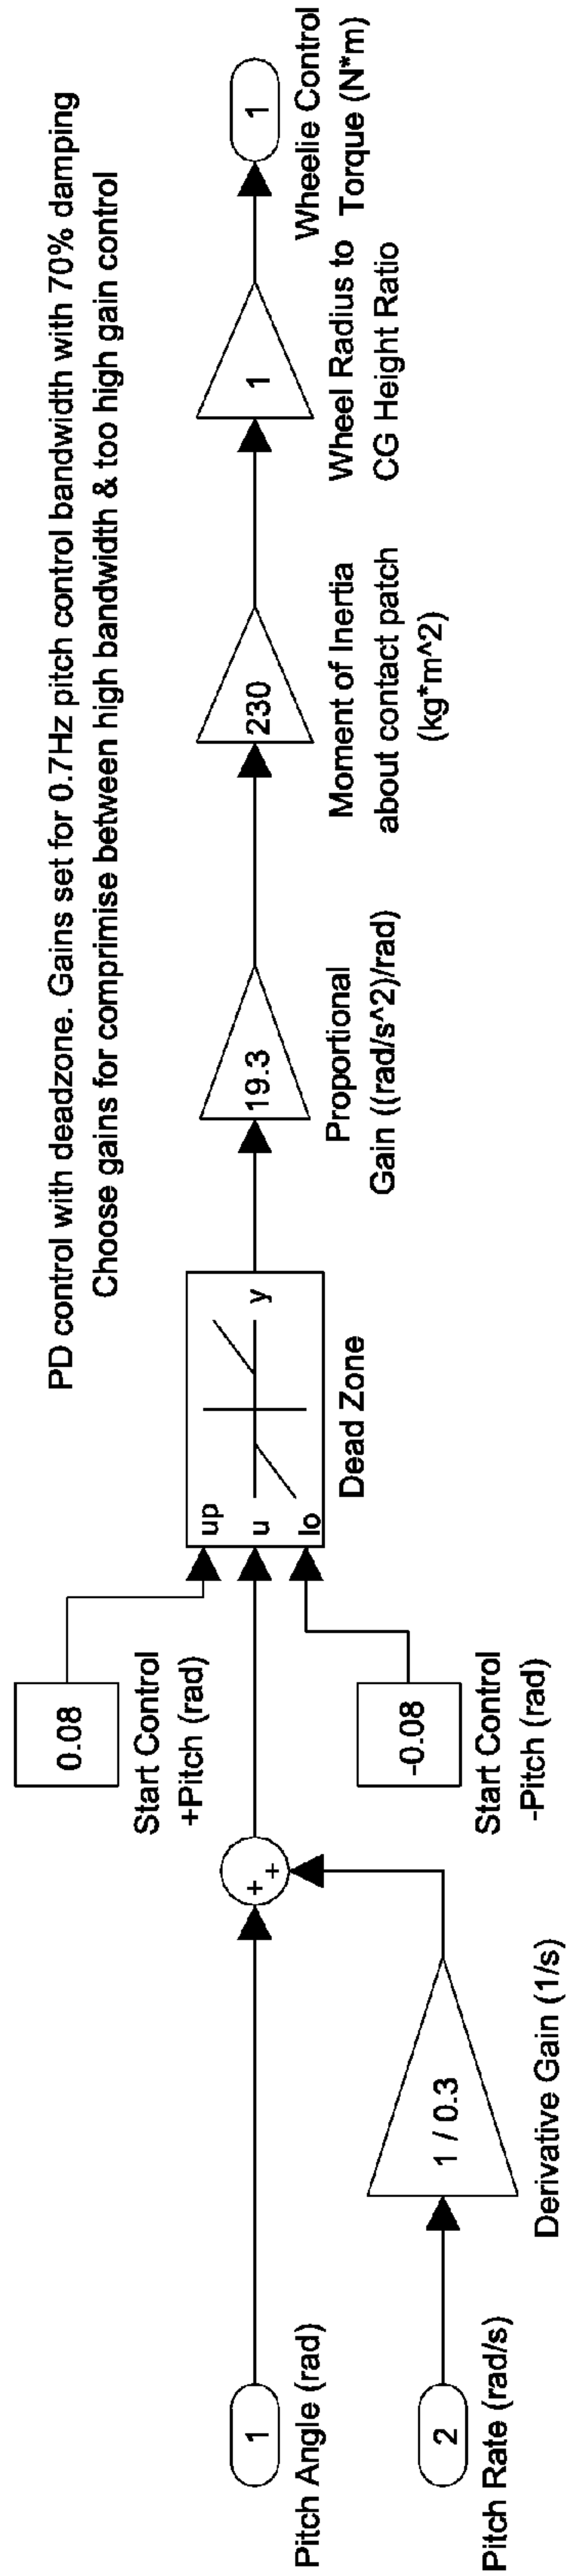 PD control with deadzone. Gains set for 0.7Hz pitch control bandwidth with 70% damping
Choose gains for comprimise between high bandwidth & too high gain control
0.08
Start Control
+Pitch (rad)
1
Pitch Angle (rad)
+
+
2
Pitch Rate (rad/s)
1 / 0.3
Derivative Gain (1/s)
-0.08
Start Control
-Pitch (rad)
up
u
lo
y
Dead Zone
19.3
Proportional
Gain ((rad/s^2)/rad)
230
Moment of Inertia
about contact patch
(kg*m^2)
1
Wheel Radius to
CG Height Ratio
1
Wheelie Control
Torque (N*m)